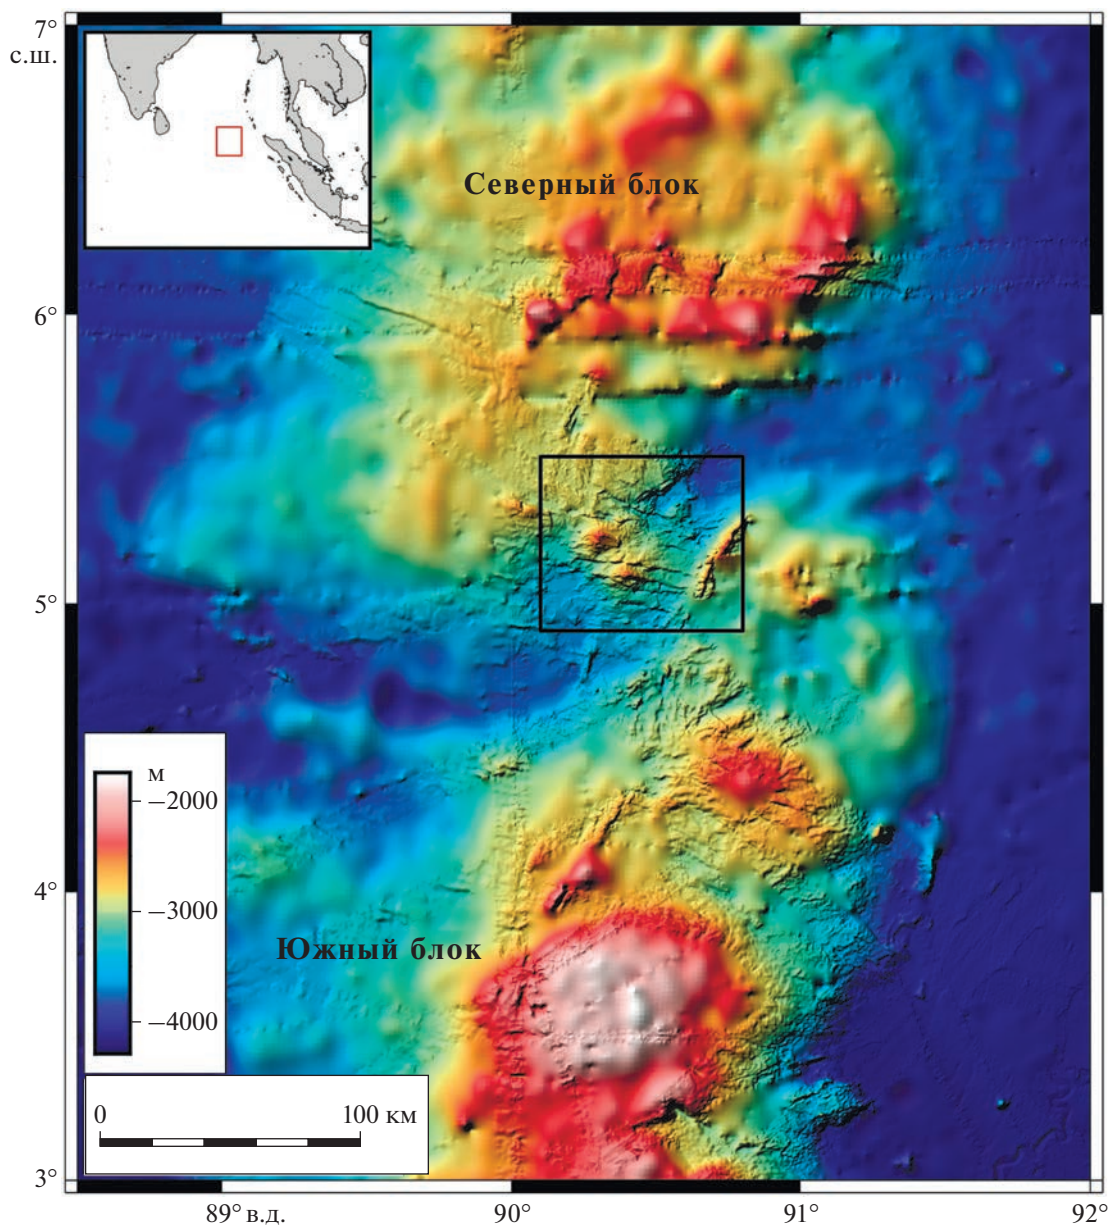 7°
с.ш.
Северный блок
6°
5°
м
−2000
−3000
−4000
4°
Южный блок
0 100 км
3°
89° в.д. 90° 91° 92°